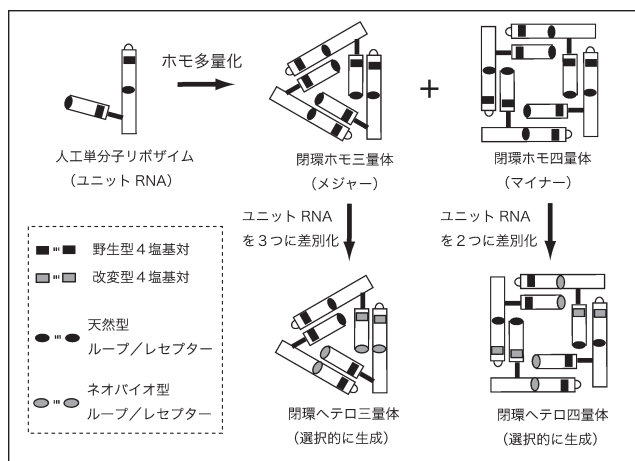 ホモ多量化
+
人工単分子リボザイム
(ユニット RNA)
閉環ホモ三量体
(メジャー)
閉環ホモ四量体
(マイナー)
ユニット RNA
を3つに差別化
ユニット RNA
を2つに差別化
野生型4塩基対
改変型4塩基対
天然型
ループ/レセプター
ネオバイオ型
ループ/レセプター
閉環ヘテロ三量体
(選択的に生成)
閉環ヘテロ四量体
(選択的に生成)